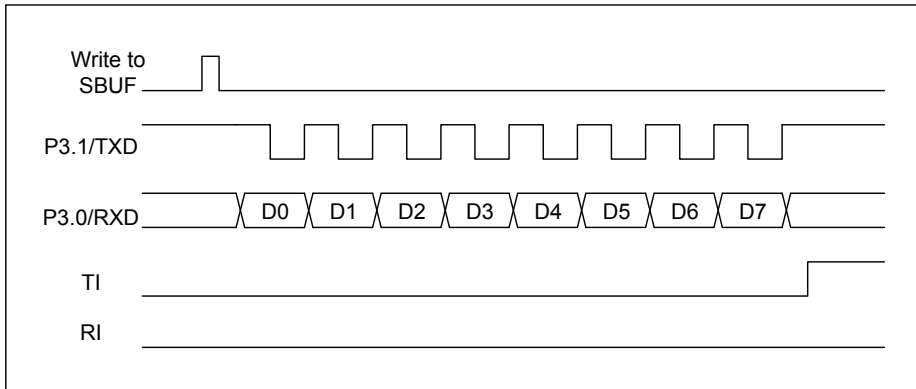 Write to
SBUF
P3.1/TXD
P3.0/RXD D0 D1 D2 D3 D4 D5 D6 D7
TI
RI